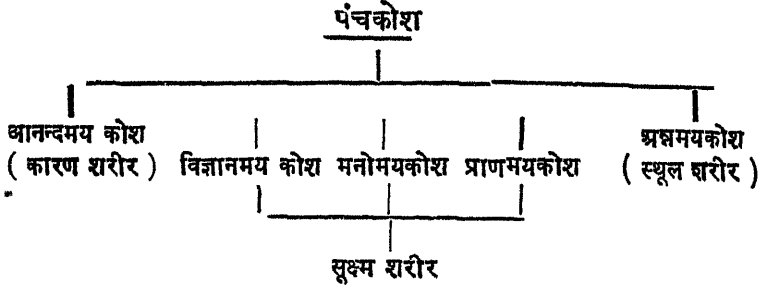 पंचकोश
आनन्दमय कोश
( कारण शरीर )
विज्ञानमय कोश
मनोमयकोश
प्राणमयकोश
अन्नमयकोश
( स्थूल शरीर )
सूक्ष्म शरीर